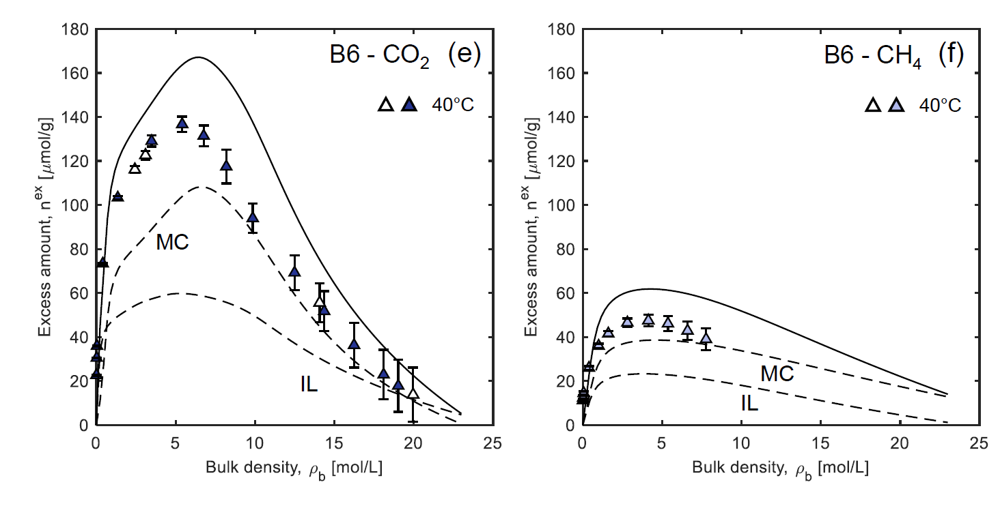 B6 - CO2 (e)
40°C
MC
IL
Excess amount, n^ex [μmol/g]
180
160
140
120
100
80
60
40
20
0
0 5 10 15 20 25
Bulk density, ρb [mol/L]
B6 - CH4 (f)
40°C
MC
IL
Excess amount, n^ex [μmol/g]
180
160
140
120
100
80
60
40
20
0
0 5 10 15 20 25
Bulk density, ρb [mol/L]